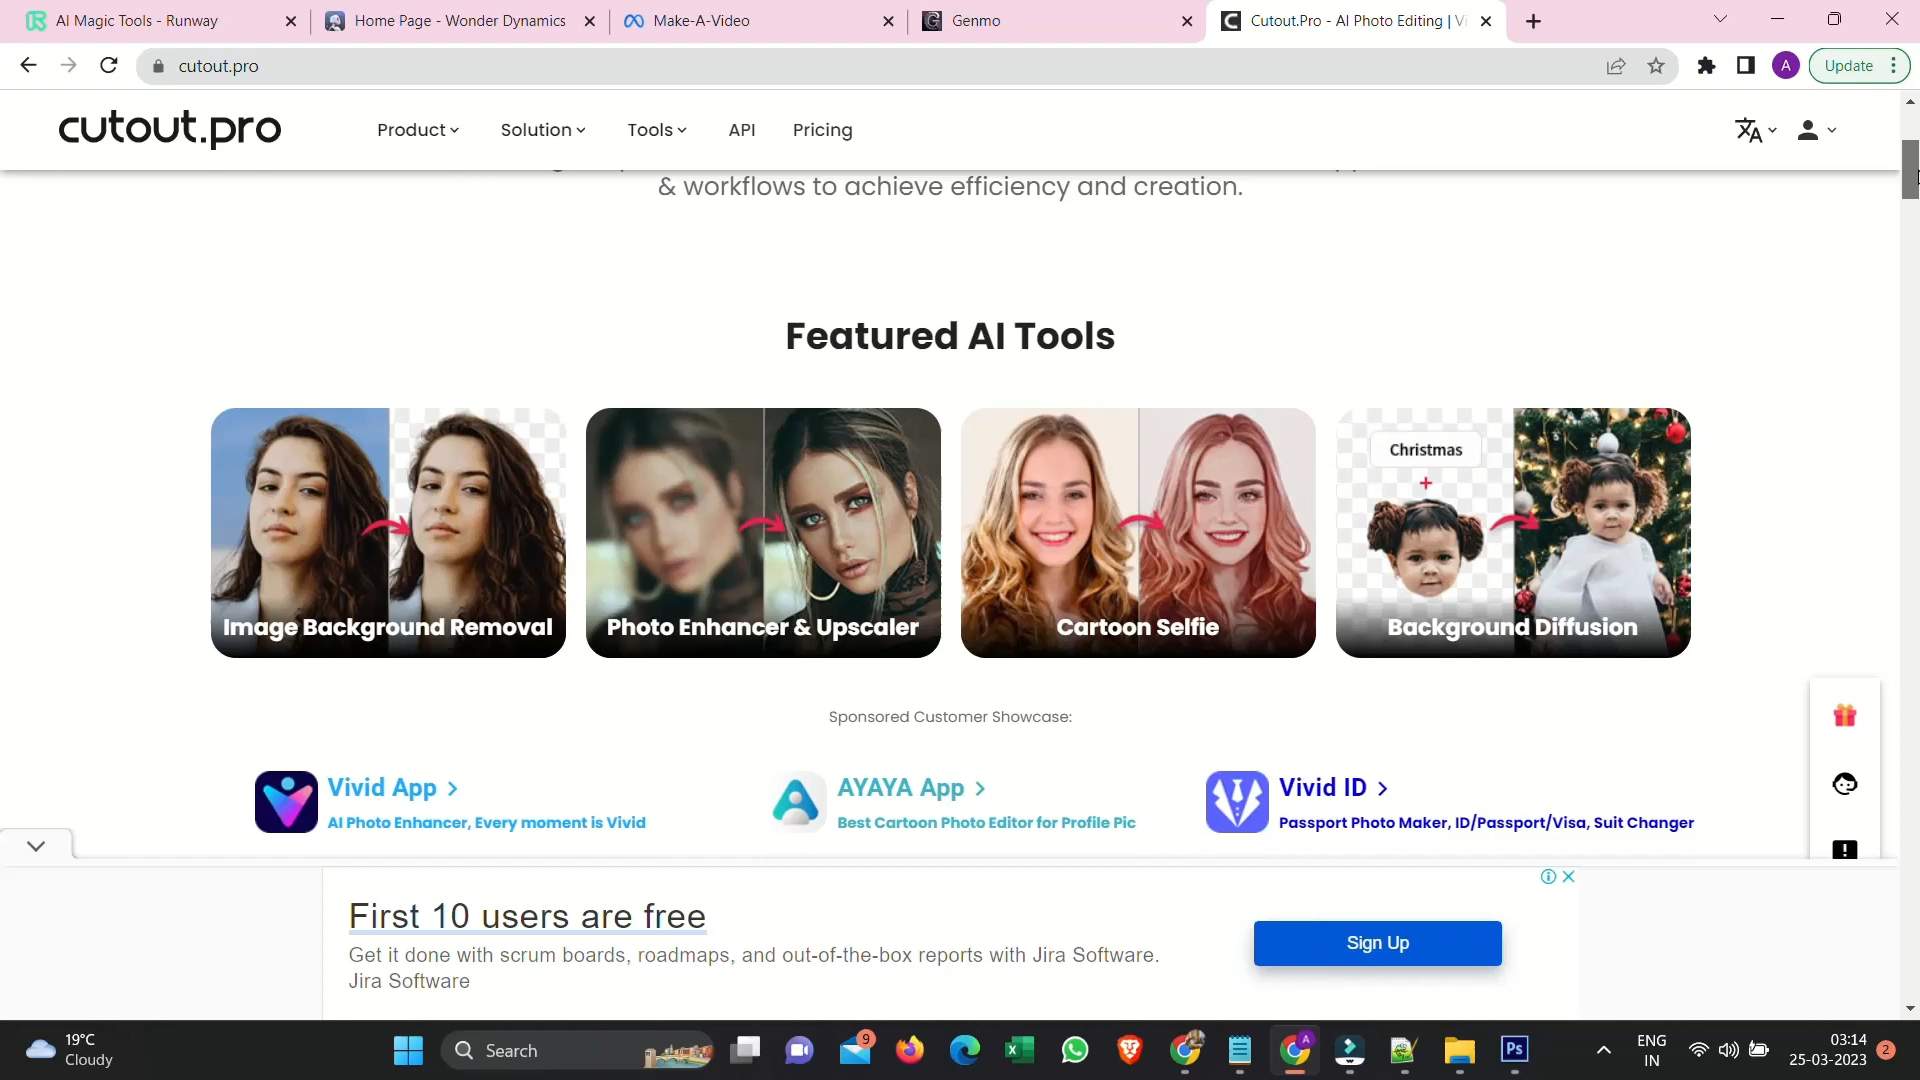 AI Magic Tools - Runway
Home Page - Wonder Dynamics
Make-A-Video
Genmo
Cutout.Pro - AI Photo Editing | Vi
cutout.pro
A
Update
cutout.pro
Product
Solution
Tools
API
Pricing
& workflows to achieve efficiency and creation.
Featured AI Tools
Christmas
+
Image Background Removal
Photo Enhancer & Upscaler
Cartoon Selfie
Background Diffusion
Sponsored Customer Showcase:
Vivid App >
AI Photo Enhancer, Every moment is Vivid
AYAYA App >
Best Cartoon Photo Editor for Profile Pic
Vivid ID >
Passport Photo Maker, ID/Passport/Visa, Suit Changer
First 10 users are free
Get it done with scrum boards, roadmaps, and out-of-the-box reports with Jira Software.
Jira Software
Sign Up
19°C
Cloudy
Search
9
A
Ps
ENG
IN
03:14
25-03-2023
2